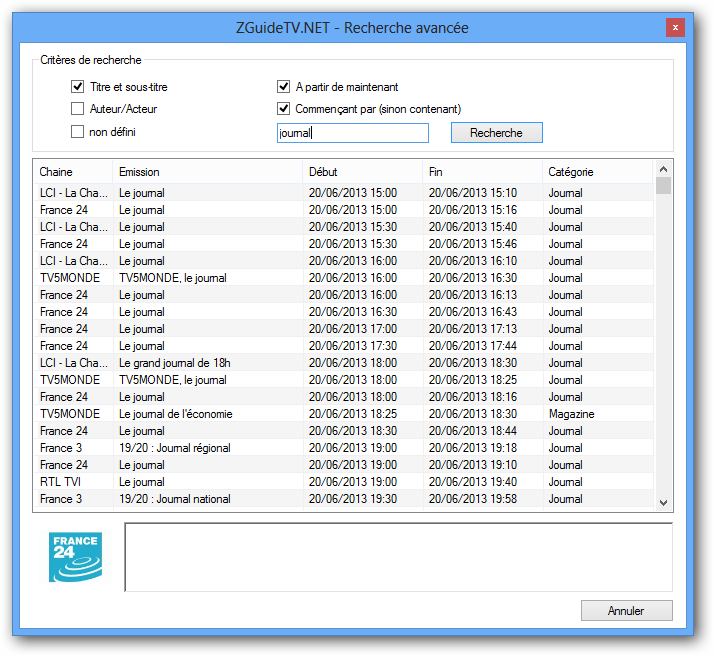 ZGuideTV.NET - Recherche avancée
x
Critères de recherche
Titre et sous-titre A partir de maintenant
Auteur/Acteur Commençant par (sinon contenant)
non défini journal Recherche
Chaine Emission Début Fin Catégorie
LCI - La Cha... Le journal 20/06/2013 15:00 20/06/2013 15:10 Journal
France 24 Le journal 20/06/2013 15:00 20/06/2013 15:16 Journal
LCI - La Cha... Le journal 20/06/2013 15:30 20/06/2013 15:40 Journal
France 24 Le journal 20/06/2013 15:30 20/06/2013 15:46 Journal
LCI - La Cha... Le journal 20/06/2013 16:00 20/06/2013 16:10 Journal
TV5MONDE TV5MONDE, le journal 20/06/2013 16:00 20/06/2013 16:30 Journal
France 24 Le journal 20/06/2013 16:00 20/06/2013 16:13 Journal
France 24 Le journal 20/06/2013 16:30 20/06/2013 16:43 Journal
France 24 Le journal 20/06/2013 17:00 20/06/2013 17:13 Journal
France 24 Le journal 20/06/2013 17:30 20/06/2013 17:44 Journal
LCI - La Cha... Le grand journal de 18h 20/06/2013 18:00 20/06/2013 18:30 Journal
TV5MONDE TV5MONDE, le journal 20/06/2013 18:00 20/06/2013 18:25 Journal
France 24 Le journal 20/06/2013 18:00 20/06/2013 18:16 Journal
TV5MONDE Le journal de l'économie 20/06/2013 18:25 20/06/2013 18:30 Magazine
France 24 Le journal 20/06/2013 18:30 20/06/2013 18:44 Journal
France 3 19/20 : Journal régional 20/06/2013 19:00 20/06/2013 19:18 Journal
France 24 Le journal 20/06/2013 19:00 20/06/2013 19:10 Journal
RTL TVI Le journal 20/06/2013 19:00 20/06/2013 19:40 Journal
France 3 19/20 : Journal national 20/06/2013 19:30 20/06/2013 19:58 Journal
FRANCE
24
Annuler